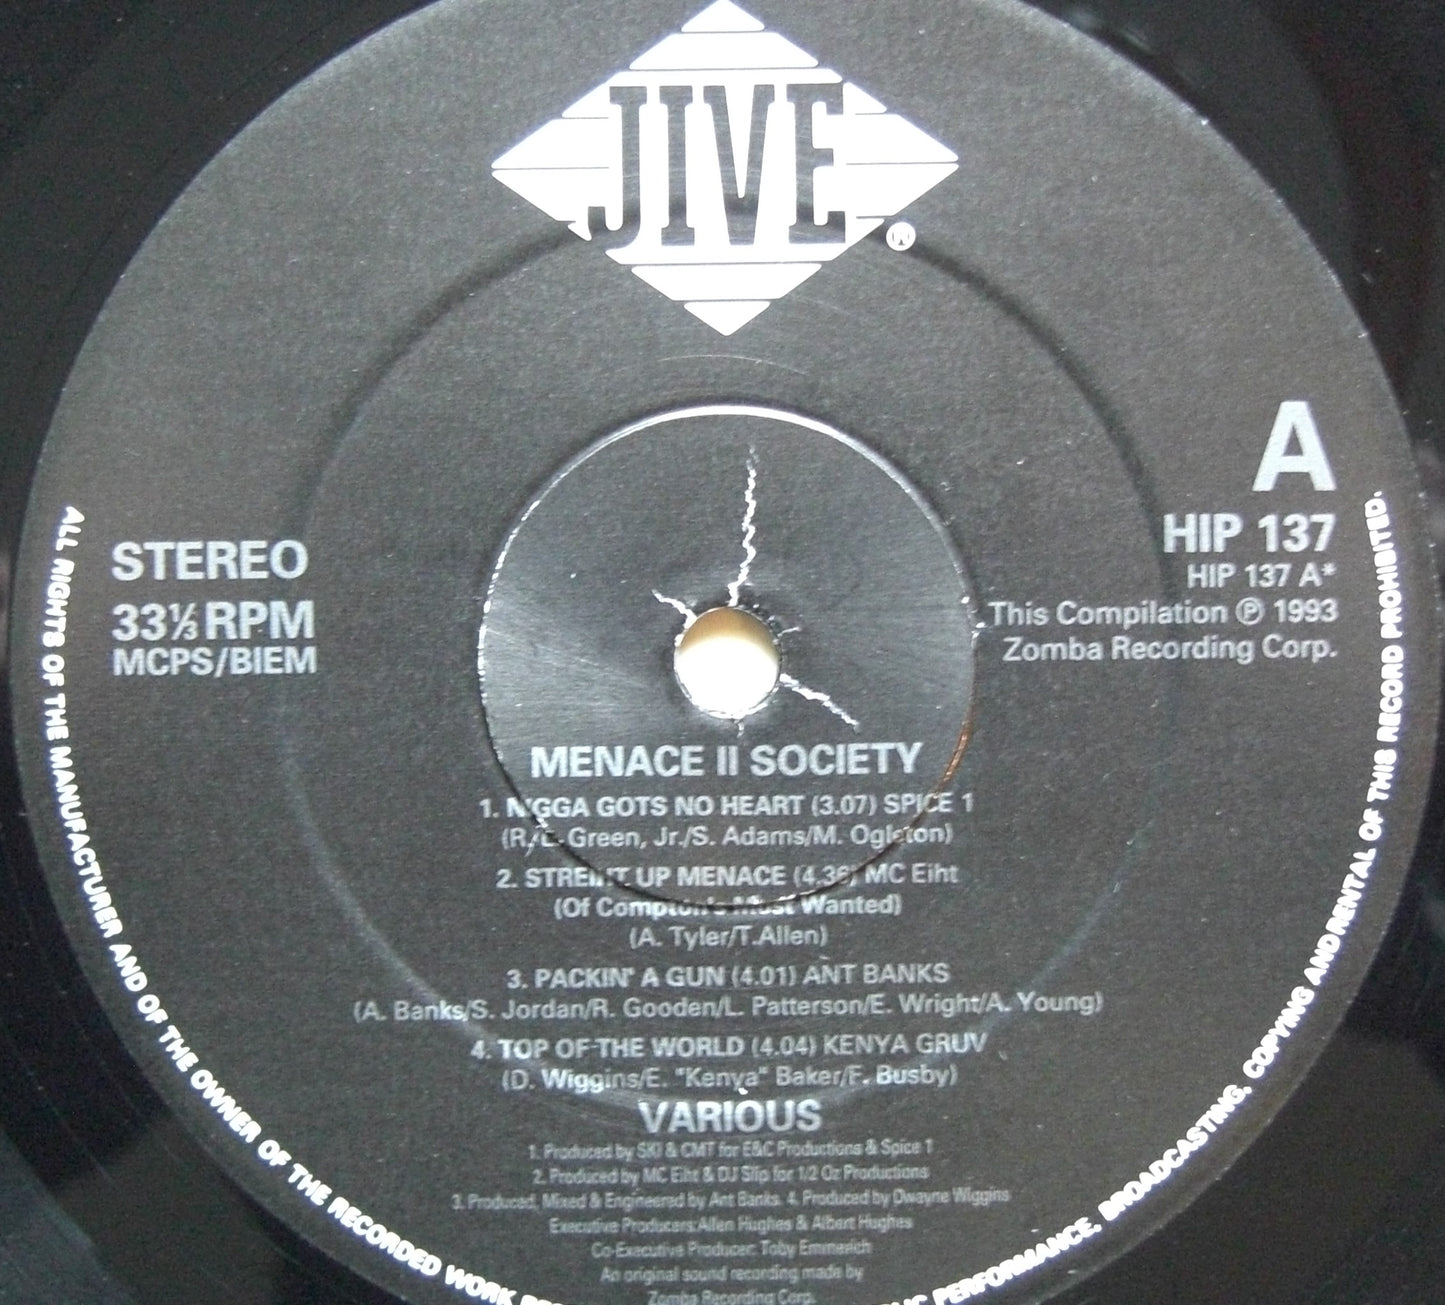 JIVE
®
A
HIP 137
HIP 137 A*
This Compilation ℗ 1993
Zomba Recording Corp.
STEREO
33⅓ RPM
MCPS/BIEM
MENACE II SOCIETY
1. NIGGA GOTS NO HEART (3.07) SPICE 1
(R./E. Green, Jr./S. Adams/M. Ogleton)
2. STREIHT UP MENACE (4.36) MC Eiht
(Of Compton's Most Wanted)
(A. Tyler/T.Allen)
3. PACKIN' A GUN (4.01) ANT BANKS
(A. Banks/S. Jordan/R. Gooden/L. Patterson/E. Wright/A. Young)
4. TOP OF THE WORLD (4.04) KENYA GRUV
(D. Wiggins/E. "Kenya" Baker/F. Busby)
VARIOUS
1. Produced by SKI & CMT for E&C Productions & Spice 1
2. Produced by MC Eiht & DJ Slip for 1/2 Oz Productions
3. Produced, Mixed & Engineered by Ant Banks. 4. Produced by Dwayne Wiggins
Executive Producers: Allen Hughes & Albert Hughes
Co-Executive Producer: Toby Emmerich
An original sound recording made by
Zomba Recording Corp.
ALL RIGHTS OF THE MANUFACTURER AND OF THE OWNER OF THE RECORDED WORK PERFORMANCE, BROADCASTING, COPYING AND RENTAL OF THIS RECORD PROHIBITED.